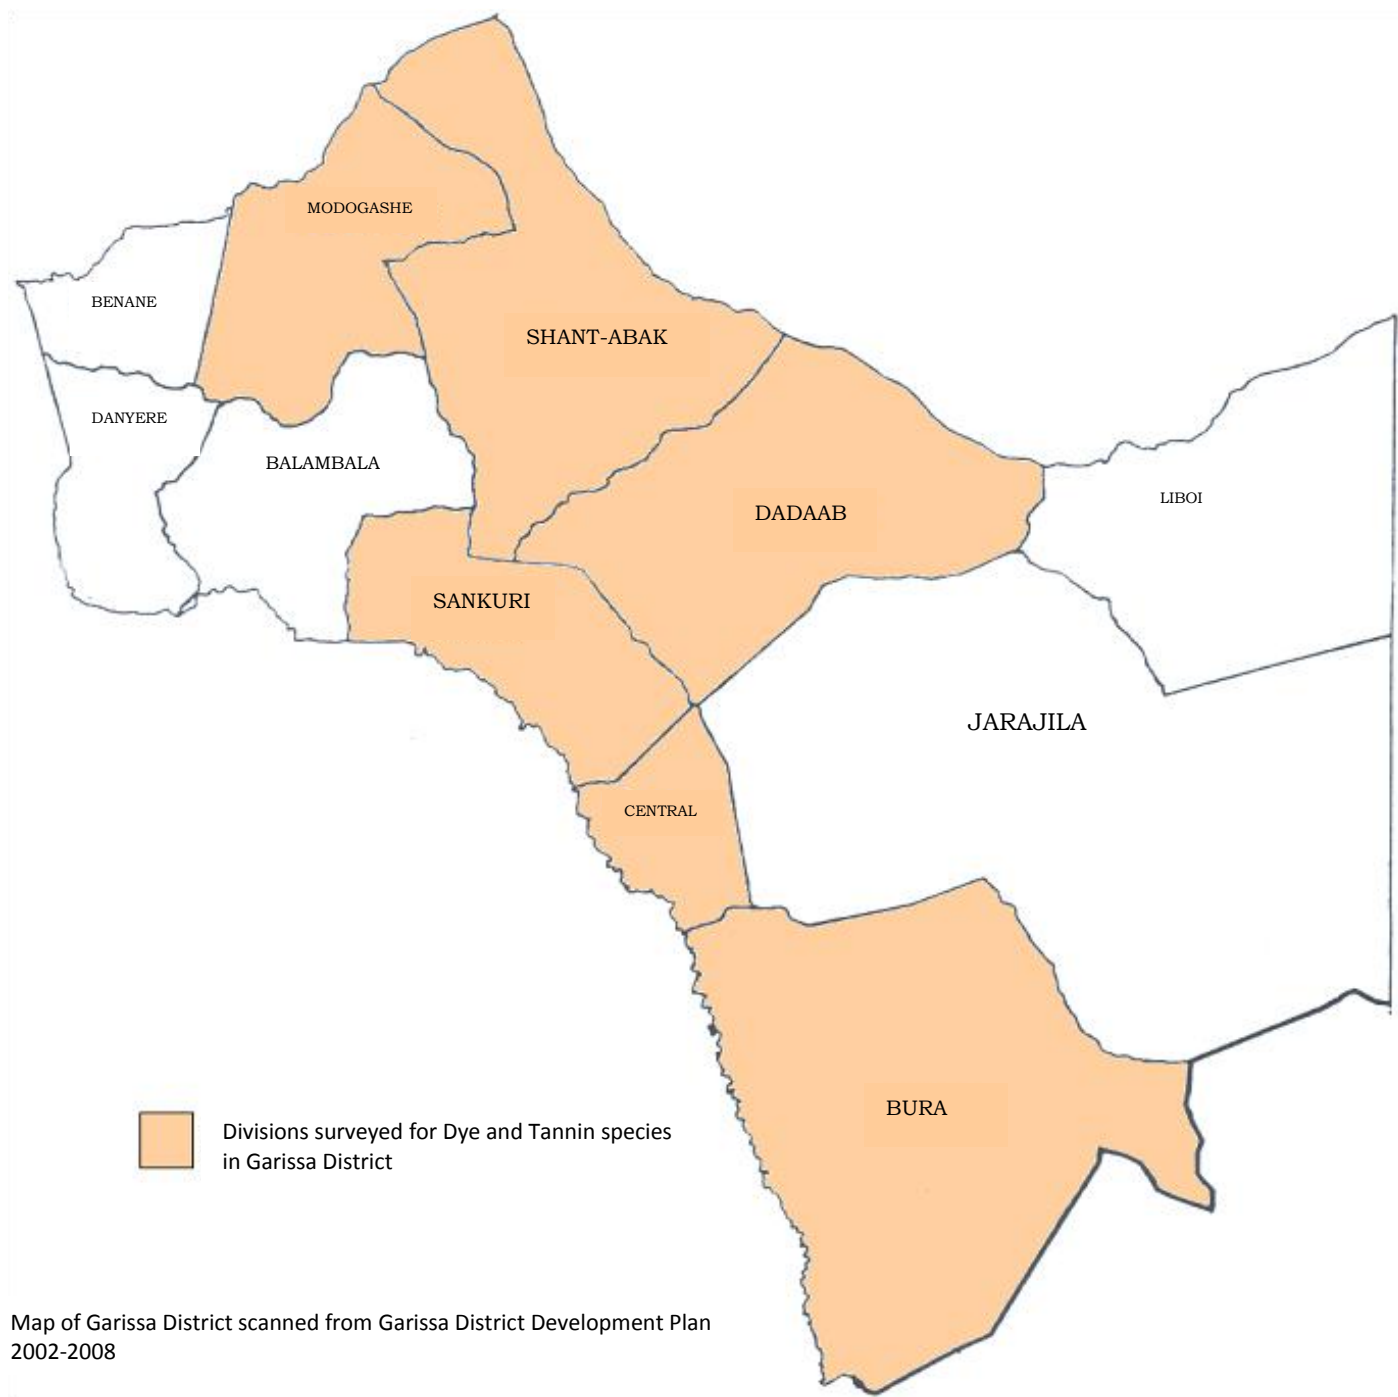 MODOGASHE
BENANE
SHANT-ABAK
DANYERE
BALAMBALA
LIBOI
DADAAB
SANKURI
JARAJILA
CENTRAL
BURA
Divisions surveyed for Dye and Tannin species
in Garissa District
Map of Garissa District scanned from Garissa District Development Plan
2002-2008